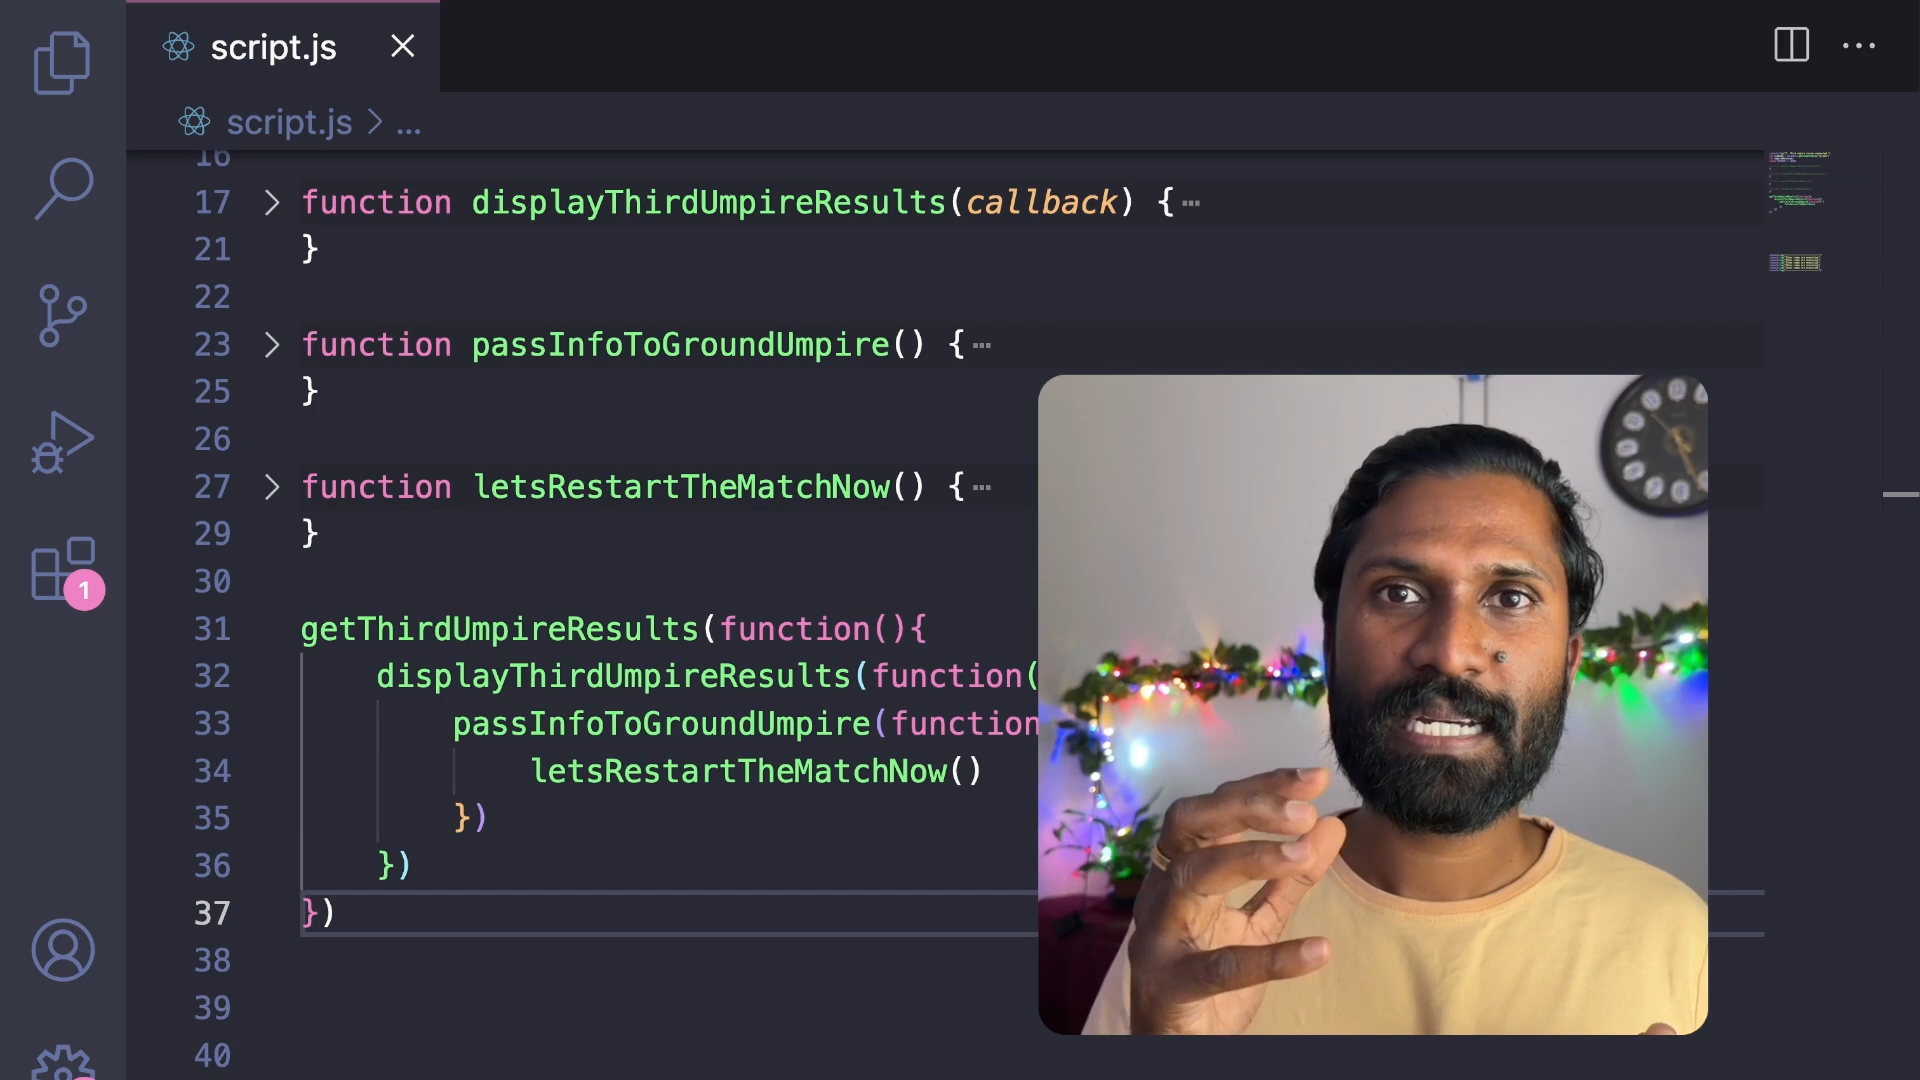 script.js
script.js > ...
16
17 function displayThirdUmpireResults(callback) {⋯
21 }
22
23 function passInfoToGroundUmpire() {⋯
25 }
26
27 function letsRestartTheMatchNow() {⋯
29 }
30
31 getThirdUmpireResults(function(){
32 displayThirdUmpireResults(function(
33 passInfoToGroundUmpire(function
34 letsRestartTheMatchNow()
35 })
36 })
37 })
38
39
40
1